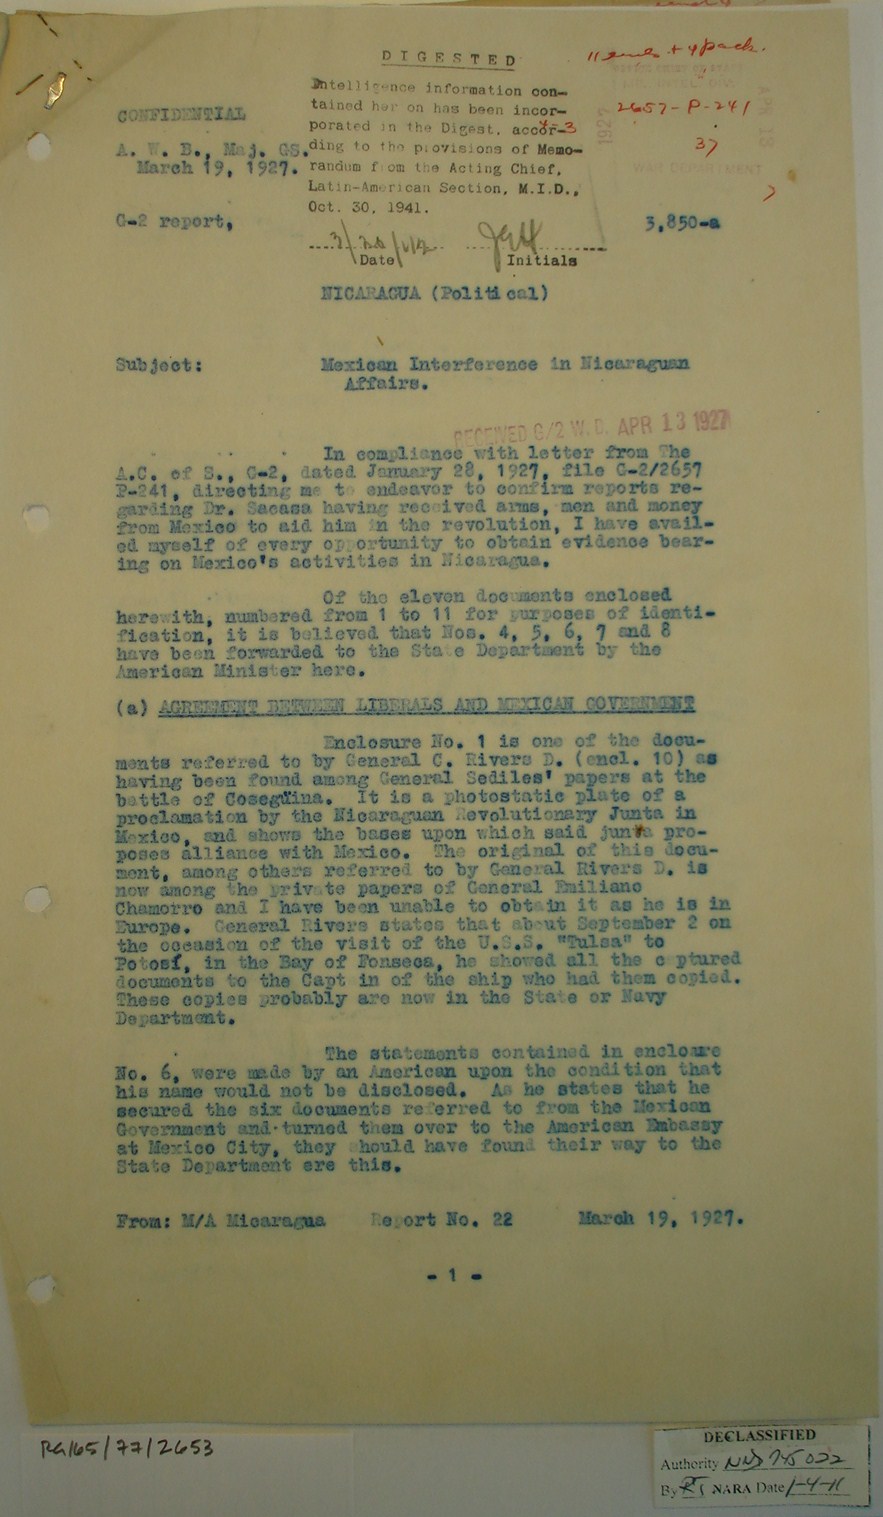 DIGESTED
Intelligence information con-
tained her on has been incor-
porated in the Digest, accor-
ding to the provisions of Memo-
randum from the Acting Chief,
Latin-American Section, M.I.D.,
Oct. 30, 1941.
Date Initials
2657-P-241
37
3
CONFIDENTIAL
A. W. B., Maj. GS.
March 19, 1927.
G-2 report,
3,850-a
NICARAGUA (Political)
Subject: Mexican Interference in Nicaraguan
Affairs.
RECEIVED G/2 W.D. APR 13 1927
In compliance with letter from The
A.C. of S., G-2, dated January 28, 1927, file G-2/2657
P-241, directing me to endeavor to confirm reports re-
garding Dr. Sacasa having received arms, men and money
from Mexico to aid him in the revolution, I have avail-
ed myself of every opportunity to obtain evidence bear-
ing on Mexico's activities in Nicaragua.
Of the eleven documents enclosed
herewith, numbered from 1 to 11 for purposes of identi-
fication, it is believed that Nos. 4, 5, 6, 7 and 8
have been forwarded to the State Department by the
American Minister here.
(a) AGREEMENT BETWEEN LIBERALS AND MEXICAN GOVERNMENT
Enclosure No. 1 is one of the docu-
ments referred to by General C. Rivers D. (encl. 10) as
having been found among General Sediles' papers at the
battle of Cosegüina. It is a photostatic plate of a
proclamation by the Nicaraguan Revolutionary Junta in
Mexico, and shows the bases upon which said junta pro-
poses alliance with Mexico. The original of this docu-
ment, among others referred to by General Rivers D. is
now among the private papers of General Emiliano
Chamorro and I have been unable to obtain it as he is in
Europe. General Rivers states that about September 2 on
the occasion of the visit of the U.S.S. "Tulsa" to
Potosí, in the Bay of Fonseca, he showed all the c ptured
documents to the Capt in of the ship who had them copied.
These copies probably are now in the State or Navy
Department.
The statements contained in encloure
No. 6, were made by an American upon the condition that
his name would not be disclosed. As he states that he
secured the six documents referred to from the Mexican
Government and turned them over to the American Embassy
at Mexico City, they should have found their way to the
State Department ere this.
From: M/A Nicaragua Report No. 22 March 19, 1927.
- 1 -
RG165/77/2653
DECLASSIFIED
Authority NND 745022
By RT NARA Date 1-4-11